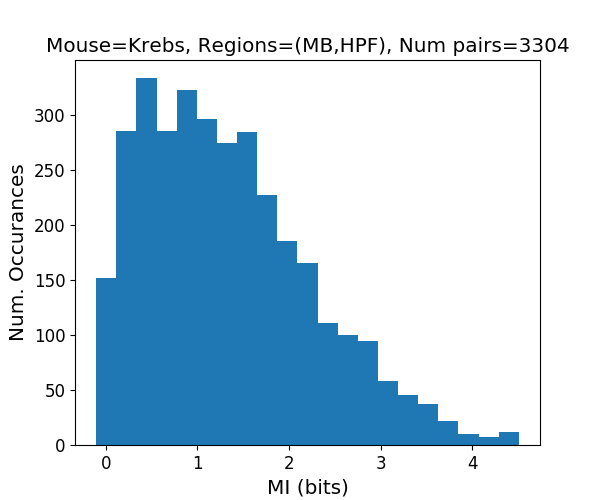 Mouse=Krebs, Regions=(MB,HPF), Num pairs=3304
300
250
200
150
100
50
0
Num. Occurances
0 1 2 3 4
MI (bits)